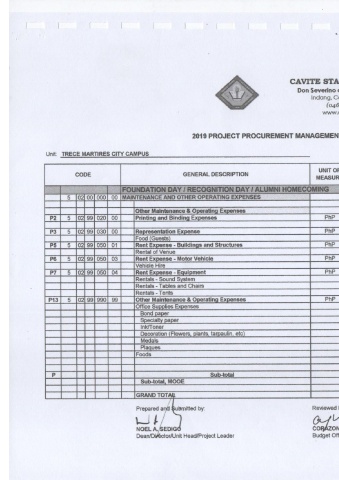 CAVITE STA
Don Severino
Indang, C
(046
www.
2019 PROJECT PROCUREMENT MANAGEMEN
Unit: TRECE MARTIRES CITY CAMPUS
CODE GENERAL DESCRIPTION UNIT OF MEASUR
FOUNDATION DAY / RECOGNITION DAY / ALUMNI HOMECOMING
5 02 00 000 00 MAINTENANCE AND OTHER OPERATING EXPENSES
Other Maintenance & Operating Expenses
P2 5 02 99 020 00 Printing and Binding Expenses PhP
P3 5 02 99 030 00 Representation Expense PhP
Food (Guests)
P5 5 02 99 050 01 Rent Expense - Buildings and Structures PhP
Rental of Venue
P6 5 02 99 050 03 Rent Expense - Motor Vehicle PhP
Vehicle Hire
P7 5 02 99 050 04 Rent Expense - Equipment PhP
Rentals - Sound System
Rentals - Tables and Chairs
Rentals - Tents
P13 5 02 99 990 99 Other Maintenance & Operating Expenses PhP
Office Supplies Expenses
Bond paper
Specialty paper
Ink/Toner
Decoration (Flowers, plants, tarpaulin, etc)
Medals
Plaques
Foods
P Sub-total
Sub-total, MOOE
GRAND TOTAL
Prepared and Submitted by: Reviewed
NOEL A. SEDIGO CORAZON
Dean/Director/Unit Head/Project Leader Budget Off